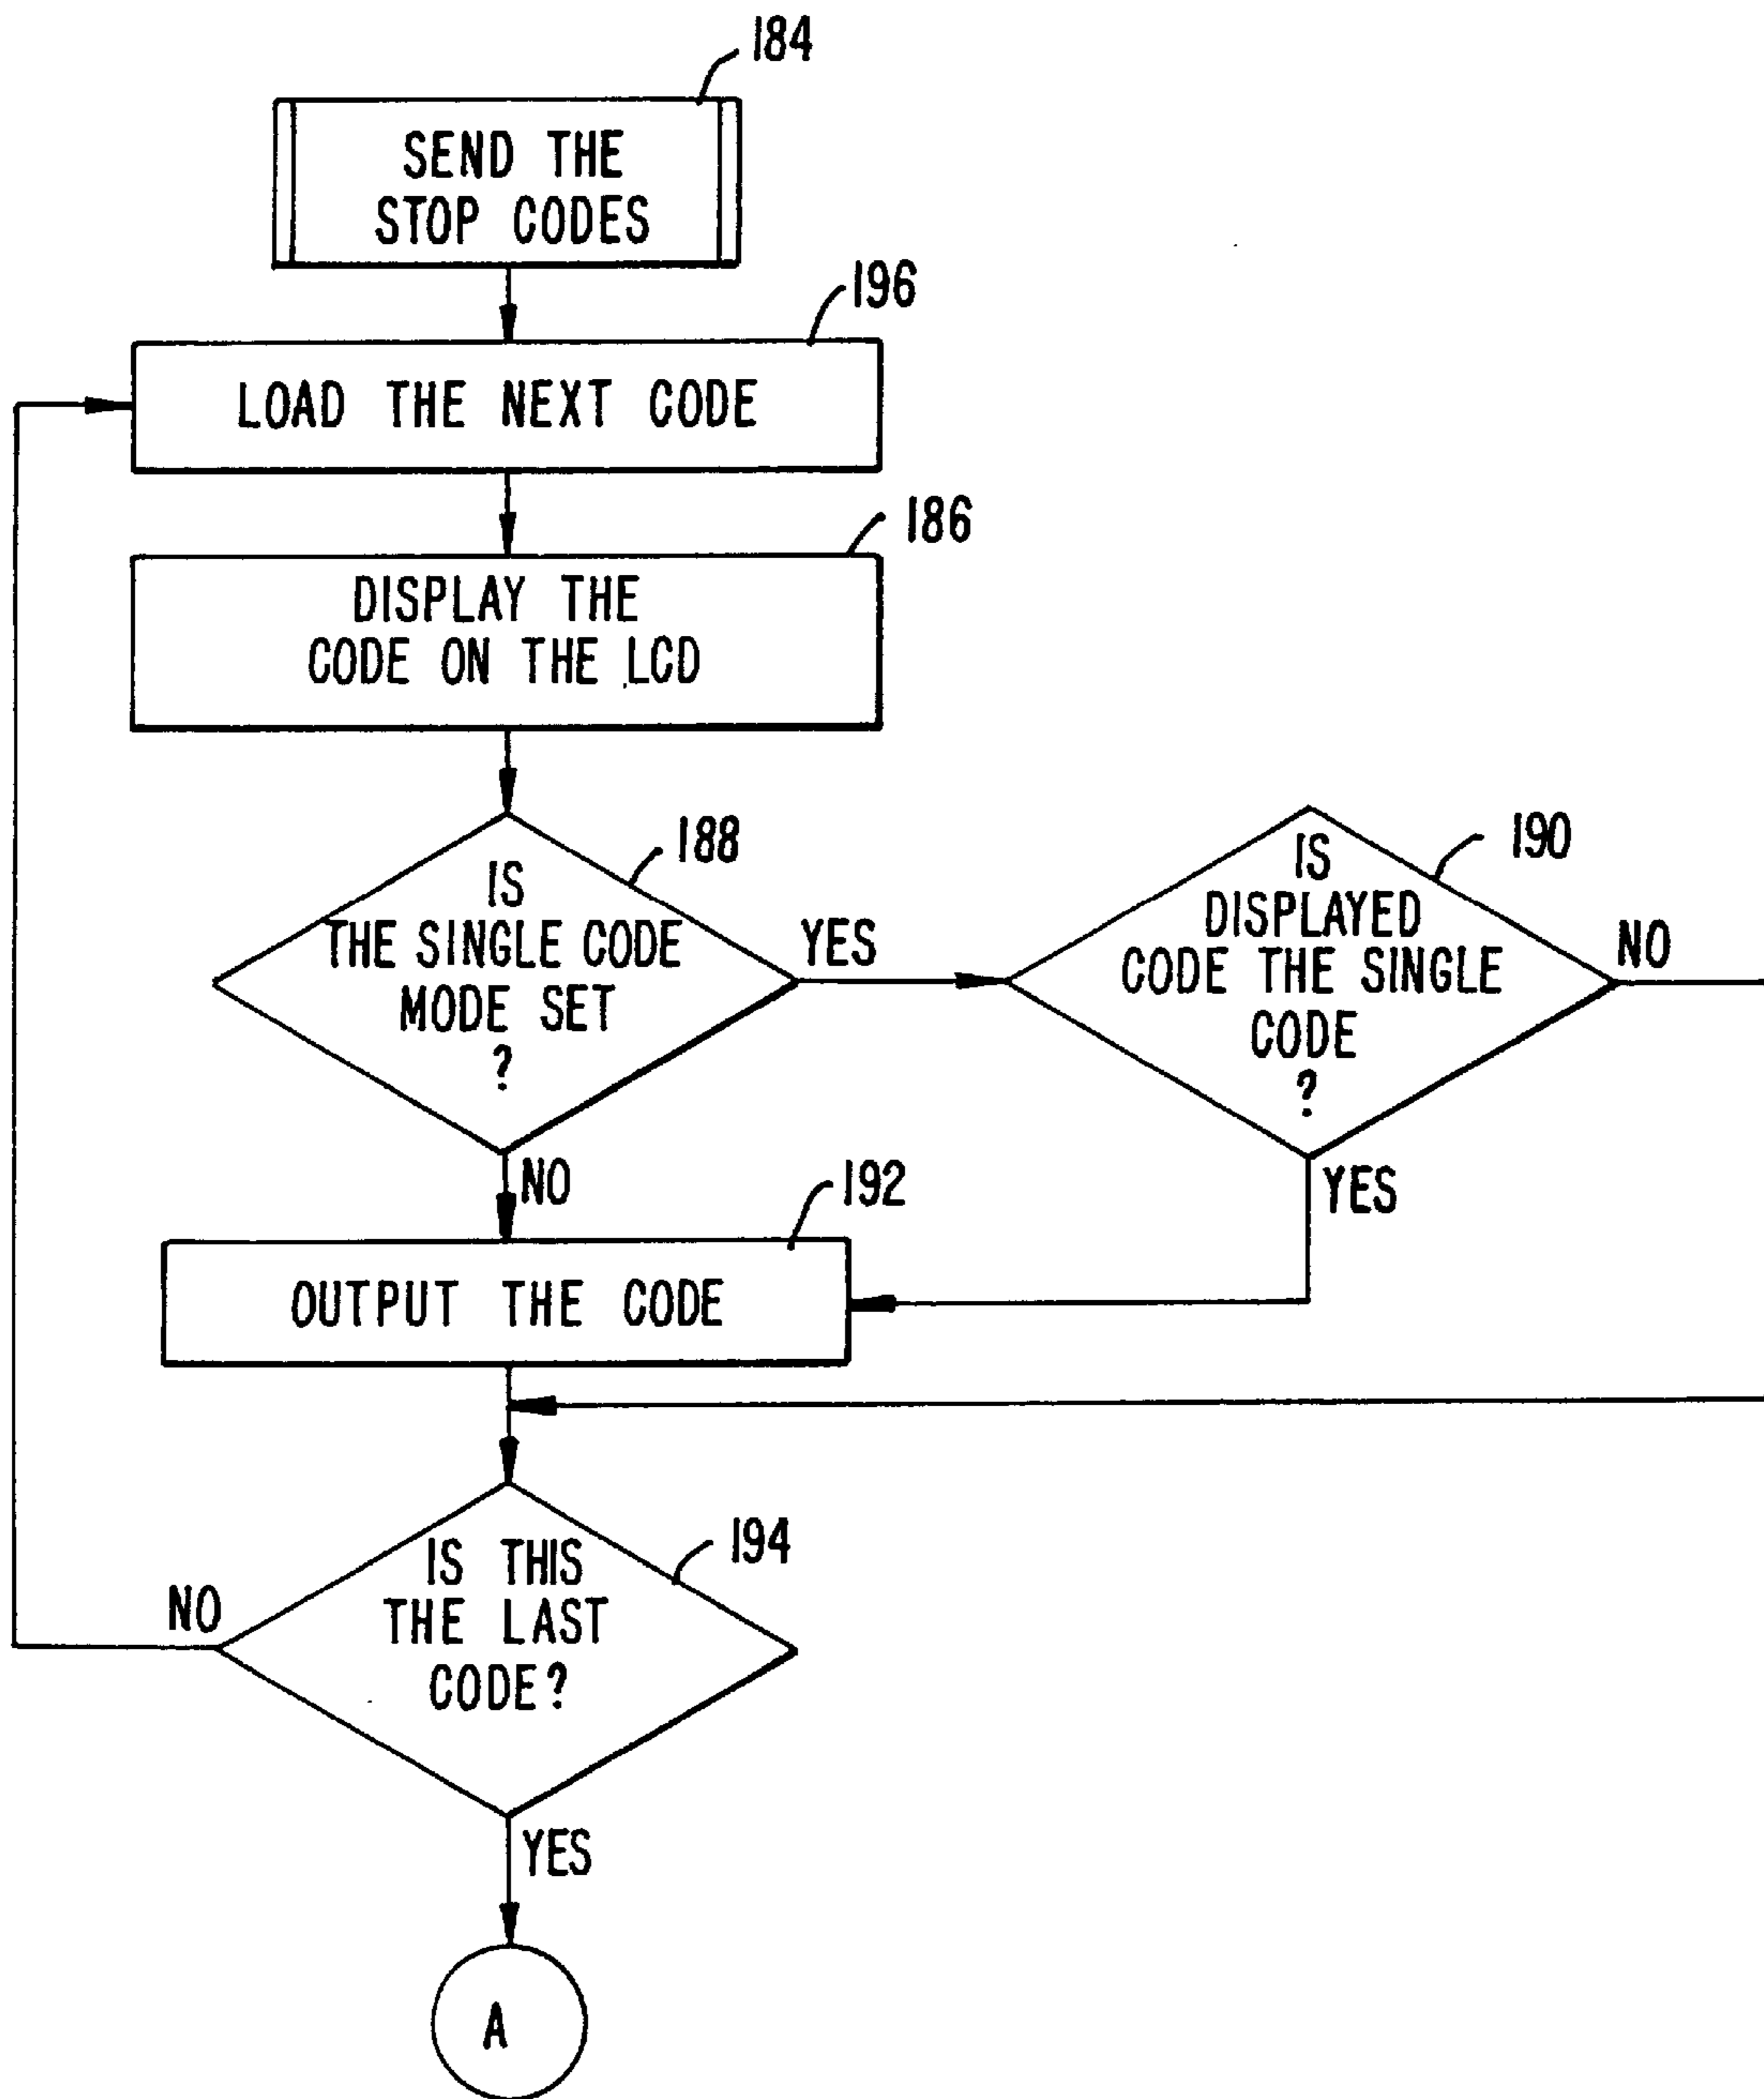 184
SEND THE
STOP CODES
196
LOAD THE NEXT CODE
186
DISPLAY THE
CODE ON THE LCD
188
IS
THE SINGLE CODE
MODE SET
?
YES
190
IS
DISPLAYED
CODE THE SINGLE
CODE
?
NO
NO
YES
192
OUTPUT THE CODE
194
IS THIS
THE LAST
CODE?
NO
YES
A